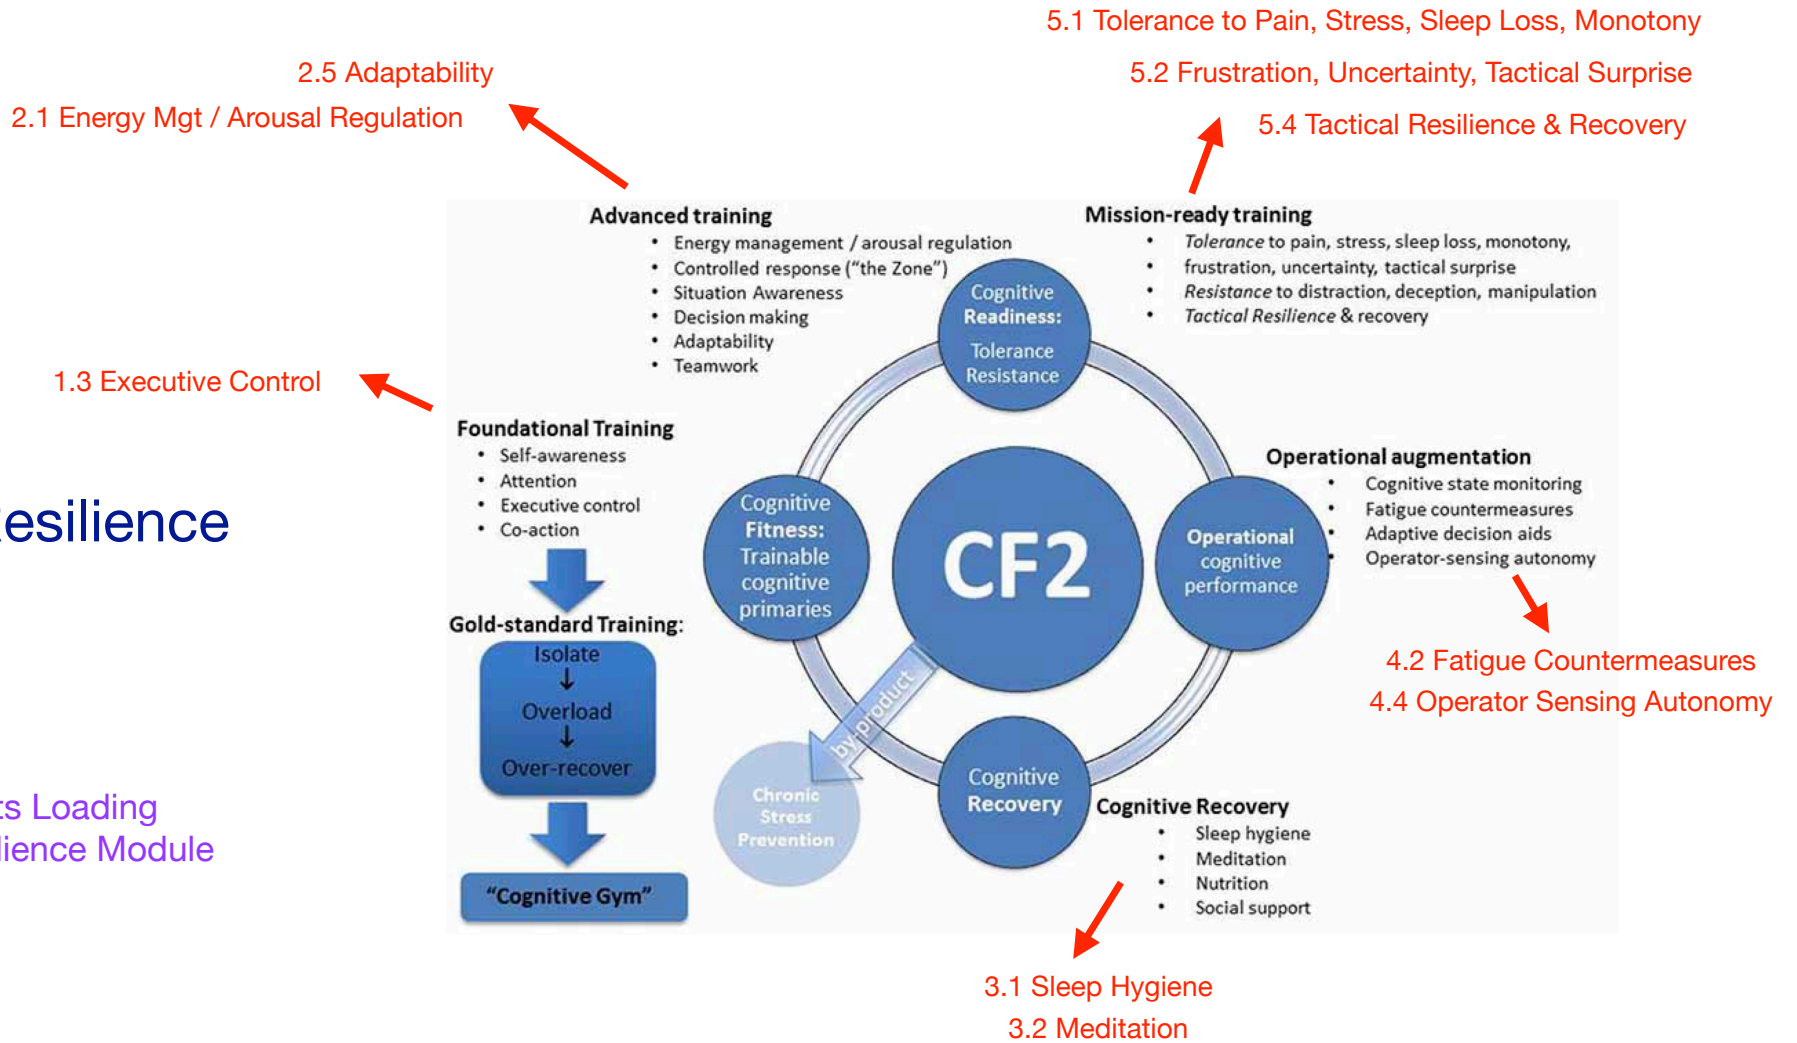 5.1 Tolerance to Pain, Stress, Sleep Loss, Monotony
2.5 Adaptability
5.2 Frustration, Uncertainty, Tactical Surprise
2.1 Energy Mgt / Arousal Regulation
5.4 Tactical Resilience & Recovery
Advanced training
• Energy management / arousal regulation
• Controlled response (“the Zone”)
• Situation Awareness
• Decision making
• Adaptability
• Teamwork
Mission-ready training
• Tolerance to pain, stress, sleep loss, monotony,
• frustration, uncertainty, tactical surprise
• Resistance to distraction, deception, manipulation
• Tactical Resilience & recovery
Cognitive
Readiness:
Tolerance
Resistance
1.3 Executive Control
Foundational Training
• Self-awareness
• Attention
• Executive control
• Co-action
esilience
Cognitive
Fitness:
Trainable
cognitive
primaries
CF2
Operational
cognitive
performance
Operational augmentation
• Cognitive state monitoring
• Fatigue countermeasures
• Adaptive decision aids
• Operator-sensing autonomy
4.2 Fatigue Countermeasures
4.4 Operator Sensing Autonomy
Gold-standard Training:
Isolate
↓
Overload
↓
Over-recover
“Cognitive Gym”
ts Loading
lience Module
by-product
Chronic
Stress
Prevention
Cognitive
Recovery
Cognitive Recovery
• Sleep hygiene
• Meditation
• Nutrition
• Social support
3.1 Sleep Hygiene
3.2 Meditation